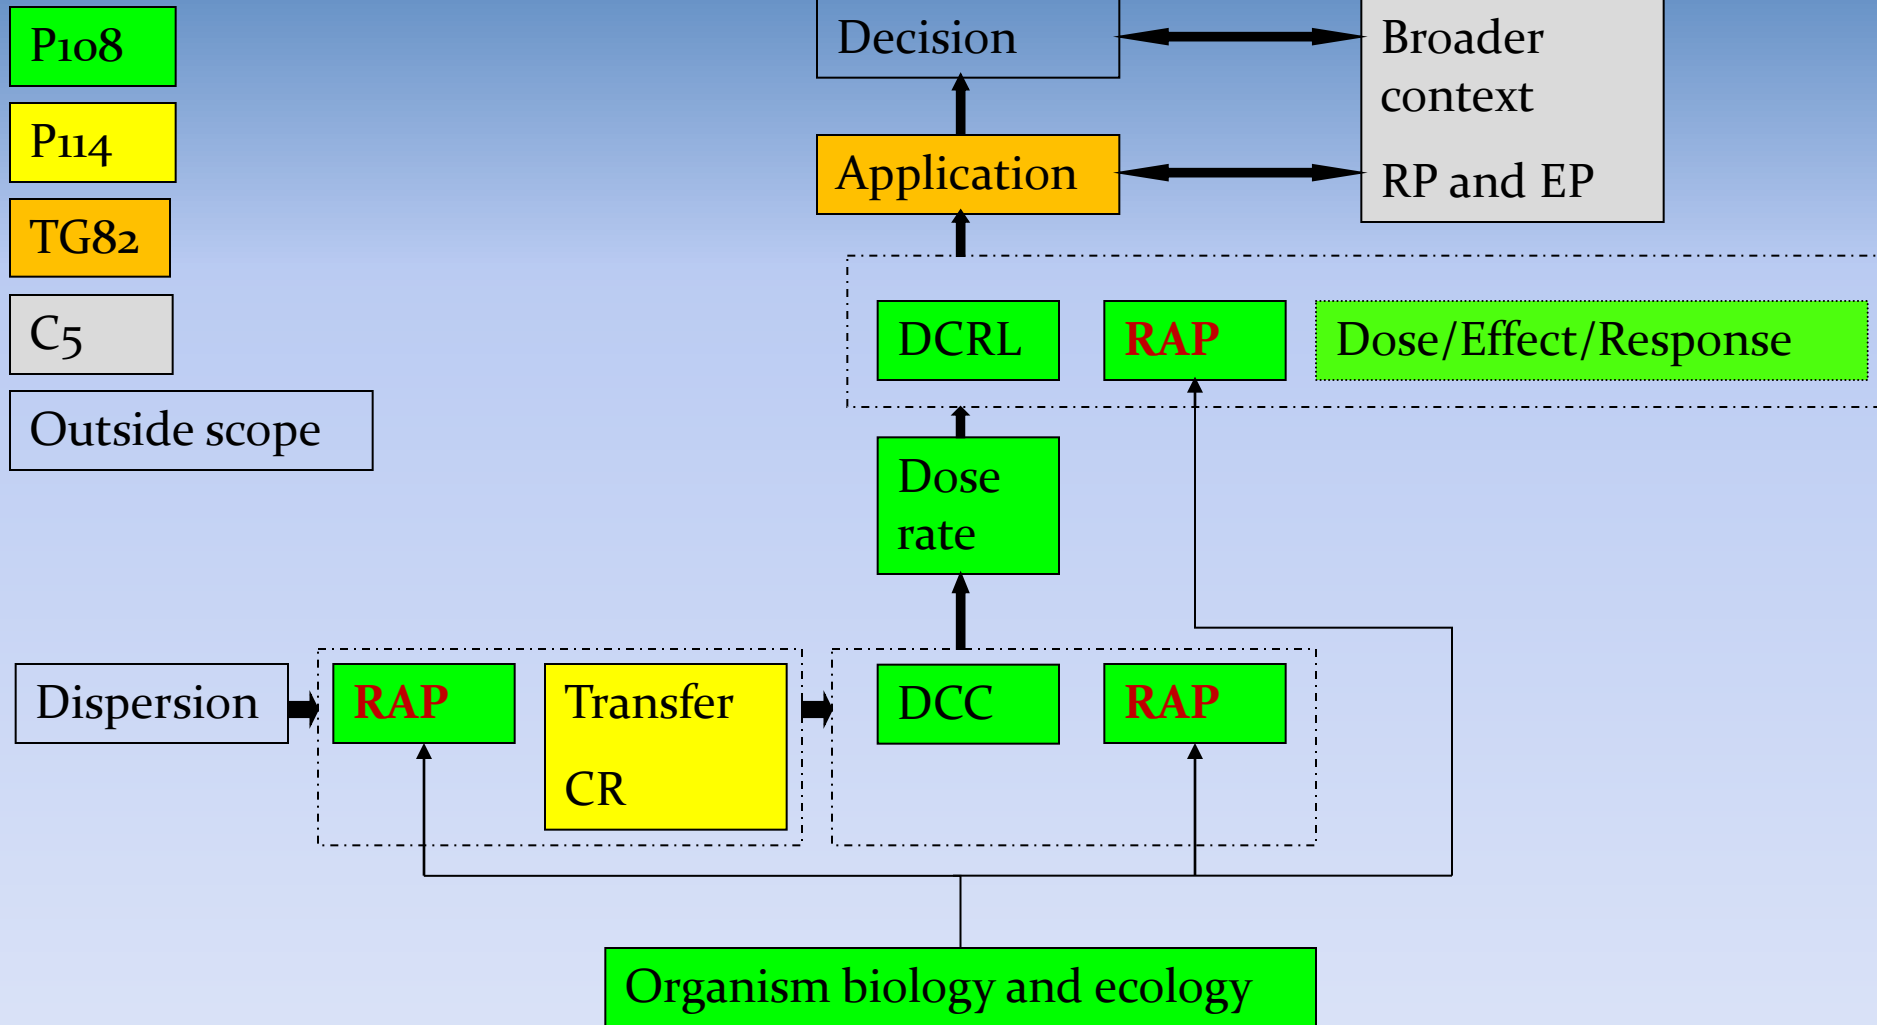 P108
P114
TG82
C5
Outside scope
Decision
Broader
context
RP and EP
Application
DCRL
RAP
Dose/Effect/Response
Dose
rate
Dispersion
RAP
Transfer
CR
DCC
RAP
Organism biology and ecology